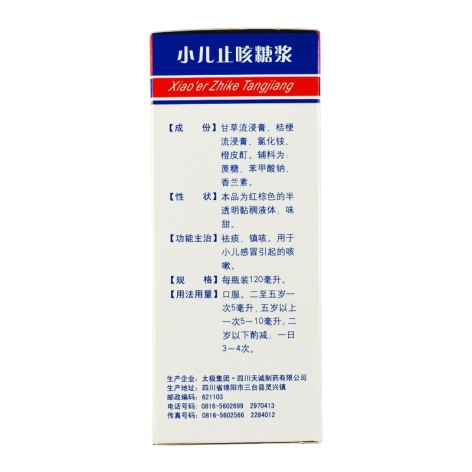 小儿止咳糖浆
Xiao'er Zhike Tangjiang
【成 份】甘草流浸膏、桔梗
流浸膏、氯化铵、
橙皮酊。辅料为:
蔗糖、苯甲酸钠、
香兰素。
【性 状】本品为红棕色的半
透明黏稠液体;味
甜。
【功能主治】祛痰、镇咳。用于
小儿感冒引起的咳
嗽。
【规 格】每瓶装120毫升。
【用法用量】口服。二至五岁一
次5毫升,五岁以上
一次5~10毫升;二
岁以下酌减;一日
3~4次。
生产企业: 太极集团·四川天诚制药有限公司
生产地址: 四川省绵阳市三台县灵兴镇
邮政编码: 621103
电话号码: 0816-5602699 2970413
传真号码: 0816-5602566 2284012